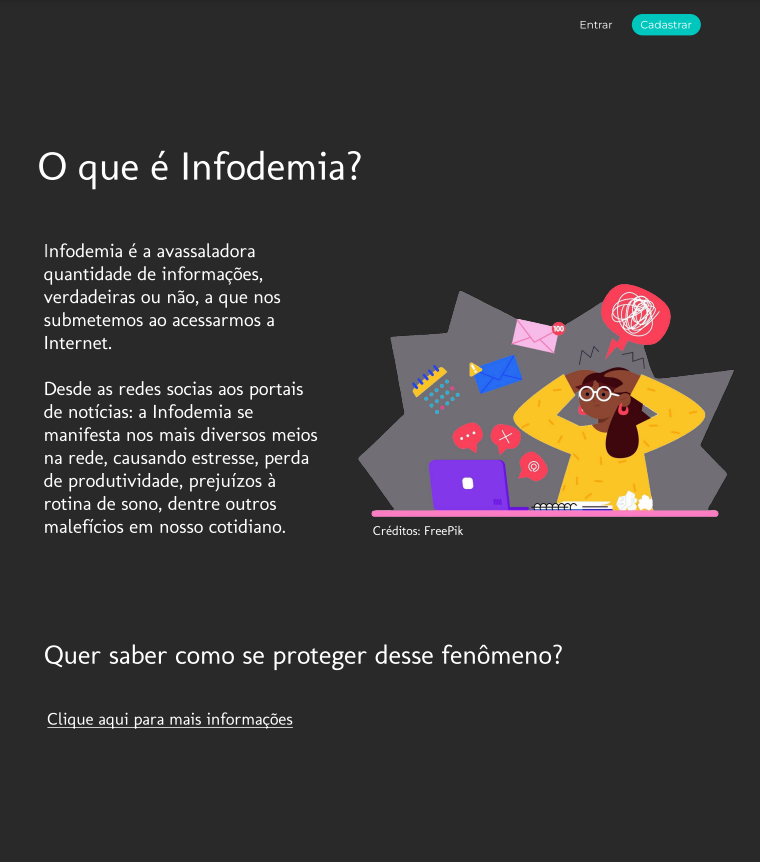 Entrar
Cadastrar
O que é Infodemia?
Infodemia é a avassaladora
quantidade de informações,
verdadeiras ou não, a que nos
submetemos ao acessarmos a
Internet.
Desde as redes socias aos portais
de notícias: a Infodemia se
manifesta nos mais diversos meios
na rede, causando estresse, perda
de produtividade, prejuízos à
rotina de sono, dentre outros
malefícios em nosso cotidiano.
100
Créditos: FreePik
Quer saber como se proteger desse fenômeno?
Clique aqui para mais informações